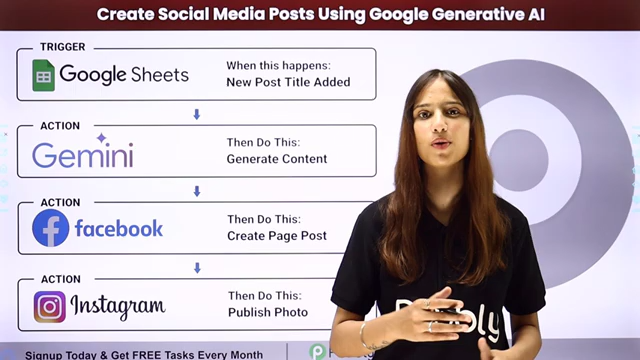 Create Social Media Posts Using Google Generative AI
TRIGGER
Google Sheets
When this happens:
New Post Title Added
ACTION
Gemini
Then Do This:
Generate Content
ACTION
facebook
Then Do This:
Create Page Post
ACTION
Instagram
Then Do This:
Publish Photo
Signup Today & Get FREE Tasks Every Month